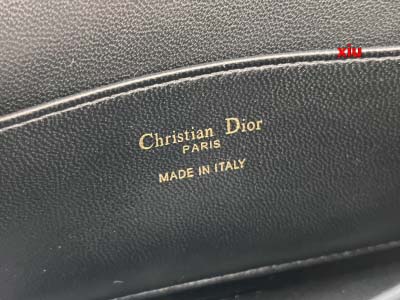 xiu
Christian Dior
PARIS
MADE IN ITALY